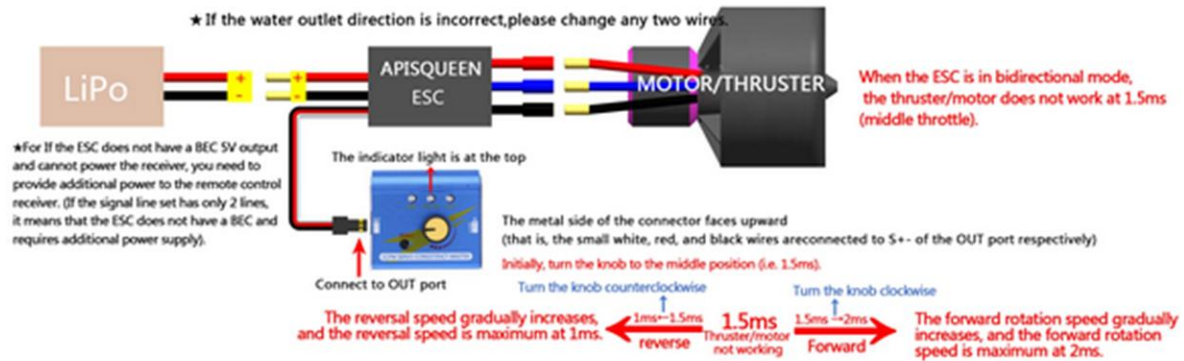 ★If the water outlet direction is incorrect,please change any two wires.
LiPo
+
-
+
-
APISQUEEN
ESC
MOTOR/THRUSTER
When the ESC is in bidirectional mode,
the thruster/motor does not work at 1.5ms
(middle throttle).
★For If the ESC does not have a BEC 5V output
and cannot power the receiver, you need to
provide additional power to the remote control
receiver. (If the signal line set has only 2 lines,
it means that the ESC does not have a BEC and
requires additional power supply).
The indicator light is at the top
Connect to OUT port
The metal side of the connector faces upward
(that is, the small white, red, and black wires areconnected to S+- of the OUT port respectively)
Initially, turn the knob to the middle position (i.e. 1.5ms).
Turn the knob counterclockwise
Turn the knob clockwise
The reversal speed gradually increases,
and the reversal speed is maximum at 1ms.
1ms←1.5ms
reverse
1.5ms
Thruster/motor
not working
1.5ms→2ms
Forward
The forward rotation speed gradually
increases, and the forward rotation
speed is maximum at 2ms.